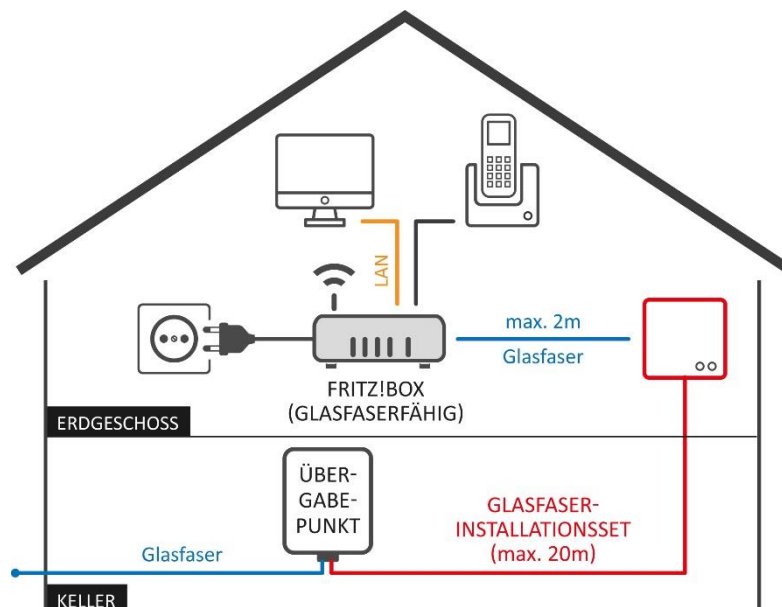 LAN
max. 2m
Glasfaser
FRITZ!BOX
(GLASFASERFÄHIG)
ERDGESCHOSS
ÜBER-
GABE-
PUNKT
GLASFASER-
INSTALLATIONSSET
(max. 20m)
Glasfaser
KELLER